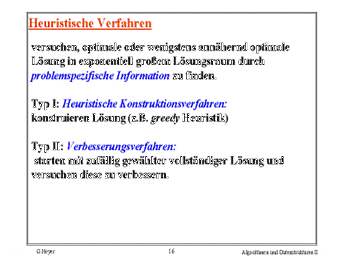 Heuristische Verfahren
versuchen, optimale oder wenigstens annähernd optimale
Lösung in exponentiell großem Lösungsraum durch
problemspezifische Information zu finden.
Typ I: Heuristische Konstruktionsverfahren:
konstruieren Lösung (z.B. greedy Heuristik)
Typ II: Verbesserungsverfahren:
starten mit zufällig gewählter vollständiger Lösung und
versuchen diese zu verbessern.
G.Heyer 16 Algorithmen und Datenstrukturen II